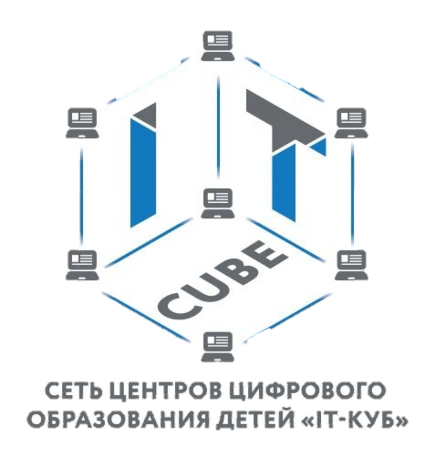 IT
CUBE
СЕТЬ ЦЕНТРОВ ЦИФРОВОГО
ОБРАЗОВАНИЯ ДЕТЕЙ «IT-КУБ»